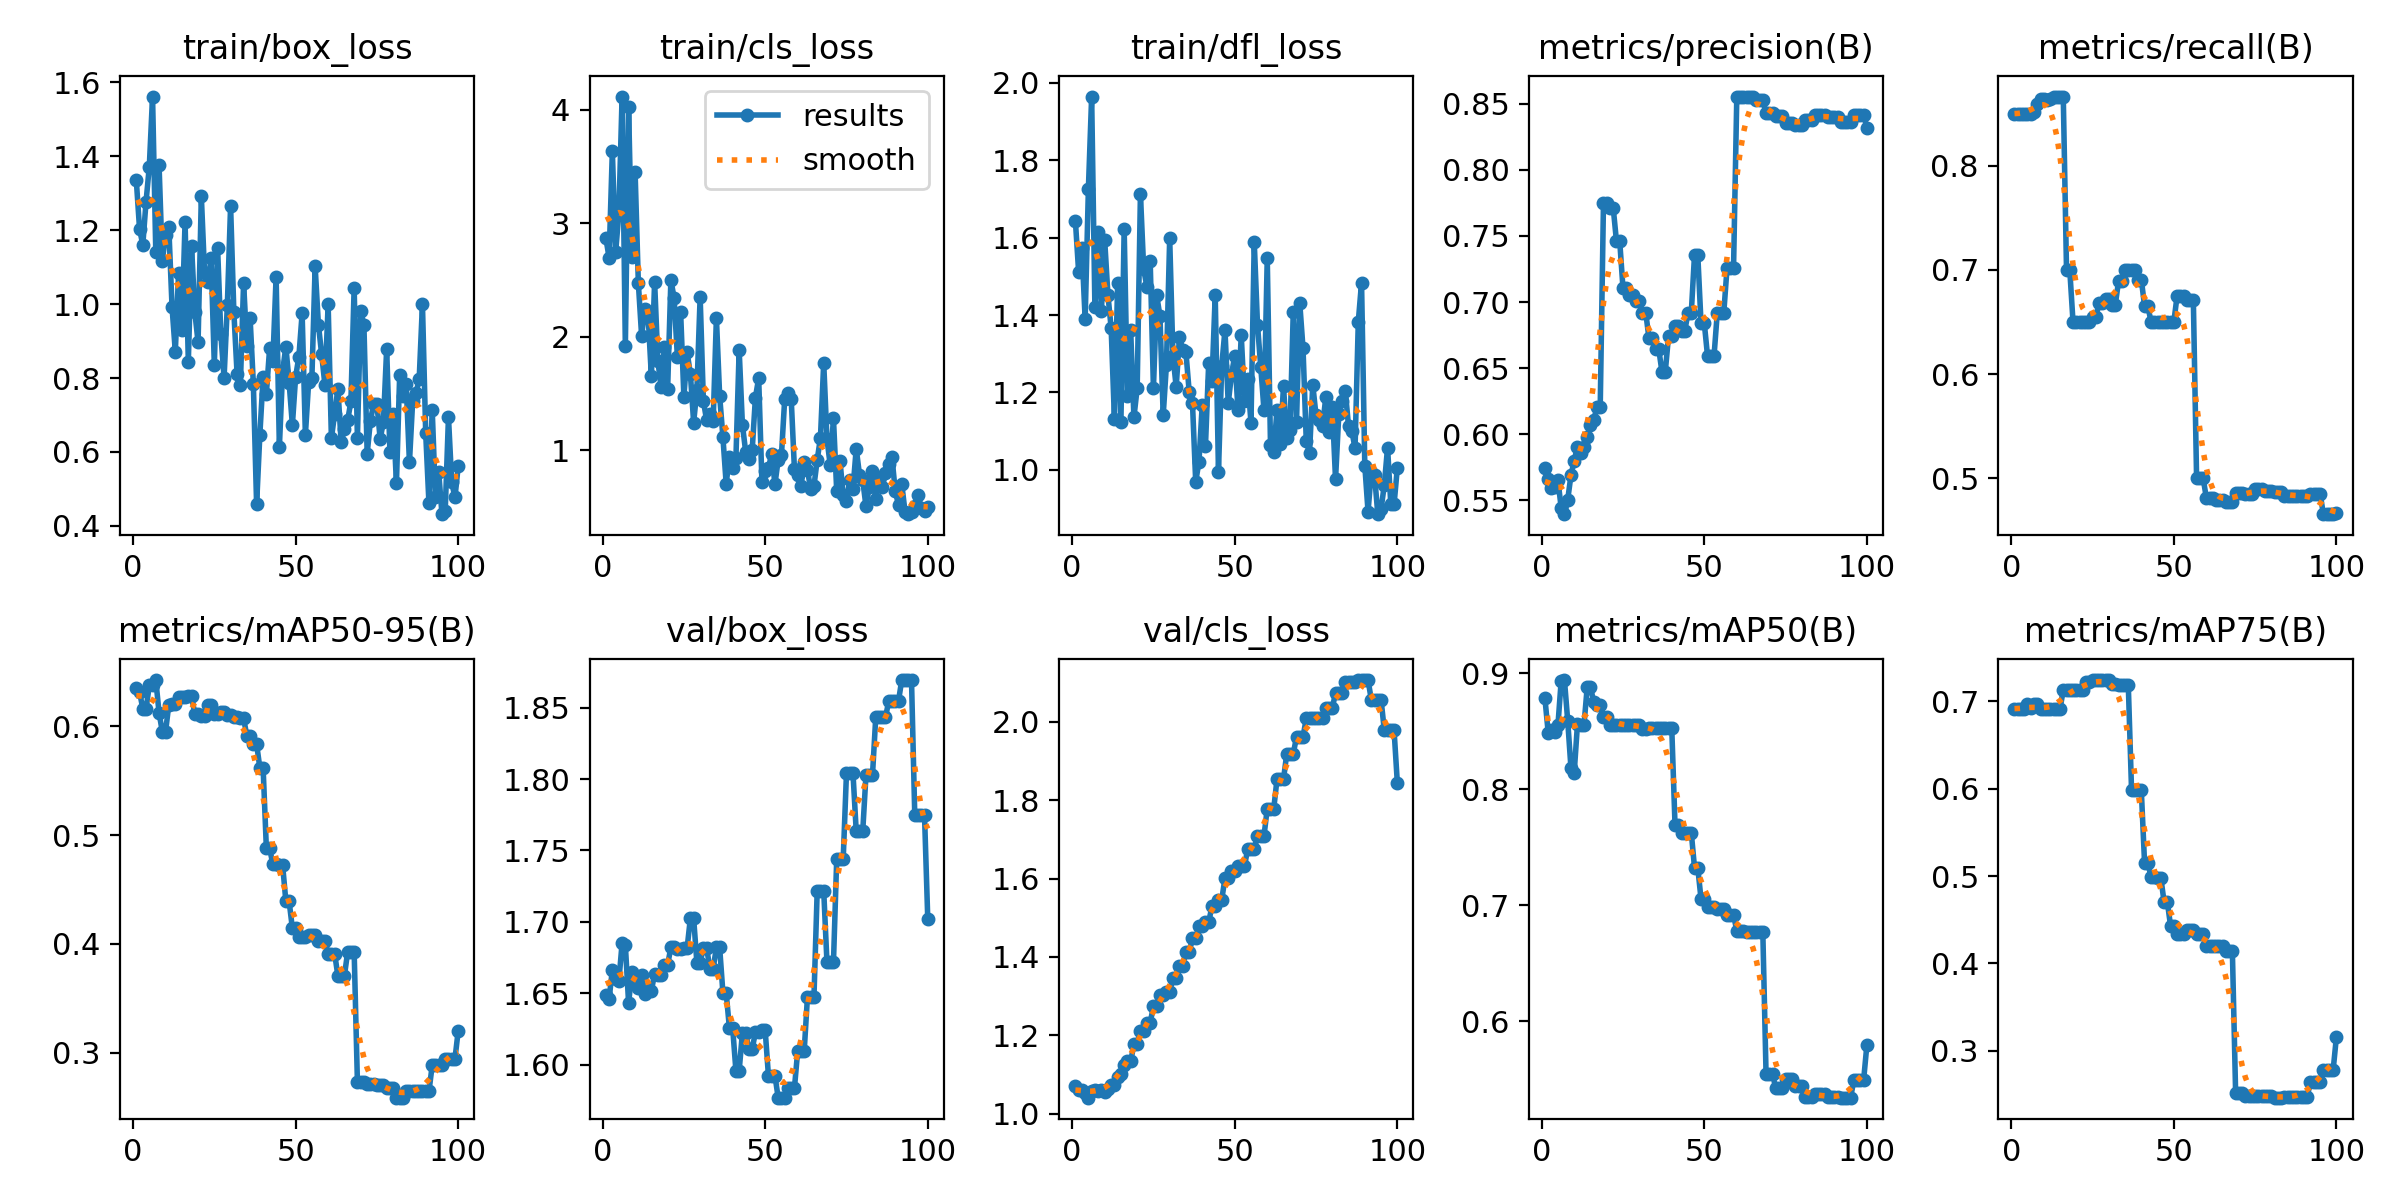 train/box_loss
1.6
1.4
1.2
1.0
0.8
0.6
0.4
0 50 100
train/cls_loss
results
smooth
4
3
2
1
0 50 100
train/dfl_loss
2.0
1.8
1.6
1.4
1.2
1.0
0 50 100
metrics/precision(B)
0.85
0.80
0.75
0.70
0.65
0.60
0.55
0 50 100
metrics/recall(B)
0.8
0.7
0.6
0.5
0 50 100
metrics/mAP50-95(B)
0.6
0.5
0.4
0.3
0 50 100
val/box_loss
1.85
1.80
1.75
1.70
1.65
1.60
0 50 100
val/cls_loss
2.0
1.8
1.6
1.4
1.2
1.0
0 50 100
metrics/mAP50(B)
0.9
0.8
0.7
0.6
0 50 100
metrics/mAP75(B)
0.7
0.6
0.5
0.4
0.3
0 50 100